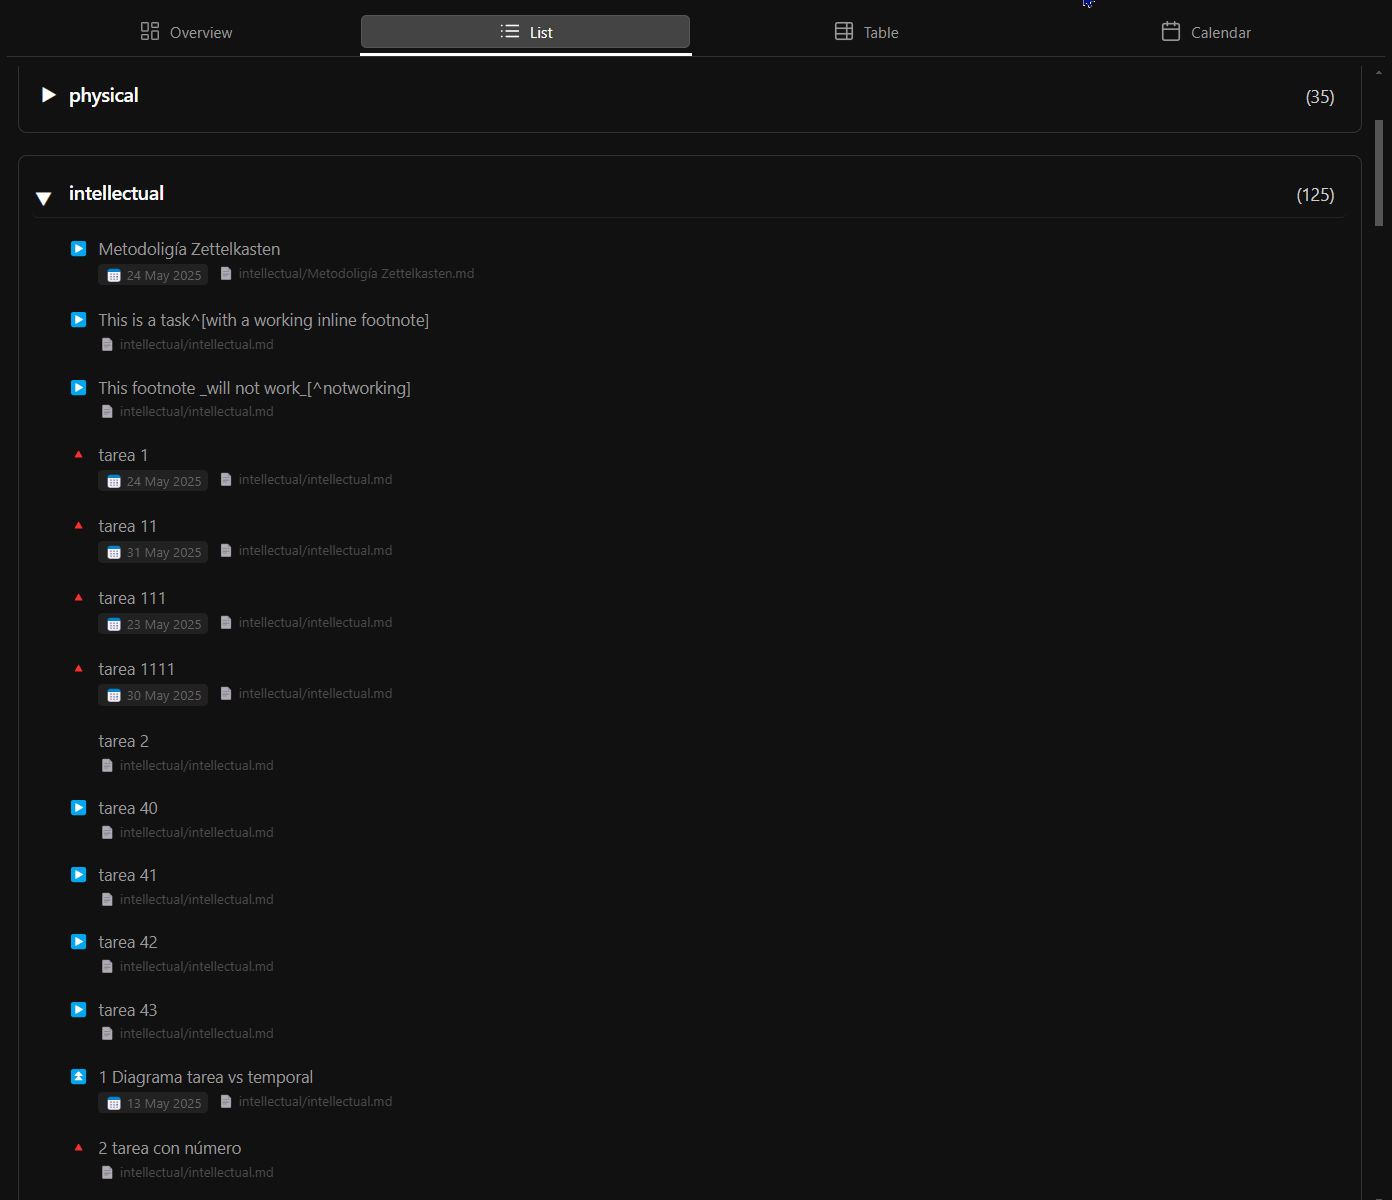 Overview
List
Table
Calendar
physical
(35)
intellectual
(125)
Metodoligía Zettelkasten
24 May 2025 intellectual/Metodoligía Zettelkasten.md
This is a task^[with a working inline footnote]
intellectual/intellectual.md
This footnote _will not work_[^notworking]
intellectual/intellectual.md
tarea 1
24 May 2025 intellectual/intellectual.md
tarea 11
31 May 2025 intellectual/intellectual.md
tarea 111
23 May 2025 intellectual/intellectual.md
tarea 1111
30 May 2025 intellectual/intellectual.md
tarea 2
intellectual/intellectual.md
tarea 40
intellectual/intellectual.md
tarea 41
intellectual/intellectual.md
tarea 42
intellectual/intellectual.md
tarea 43
intellectual/intellectual.md
1 Diagrama tarea vs temporal
13 May 2025 intellectual/intellectual.md
2 tarea con número
intellectual/intellectual.md